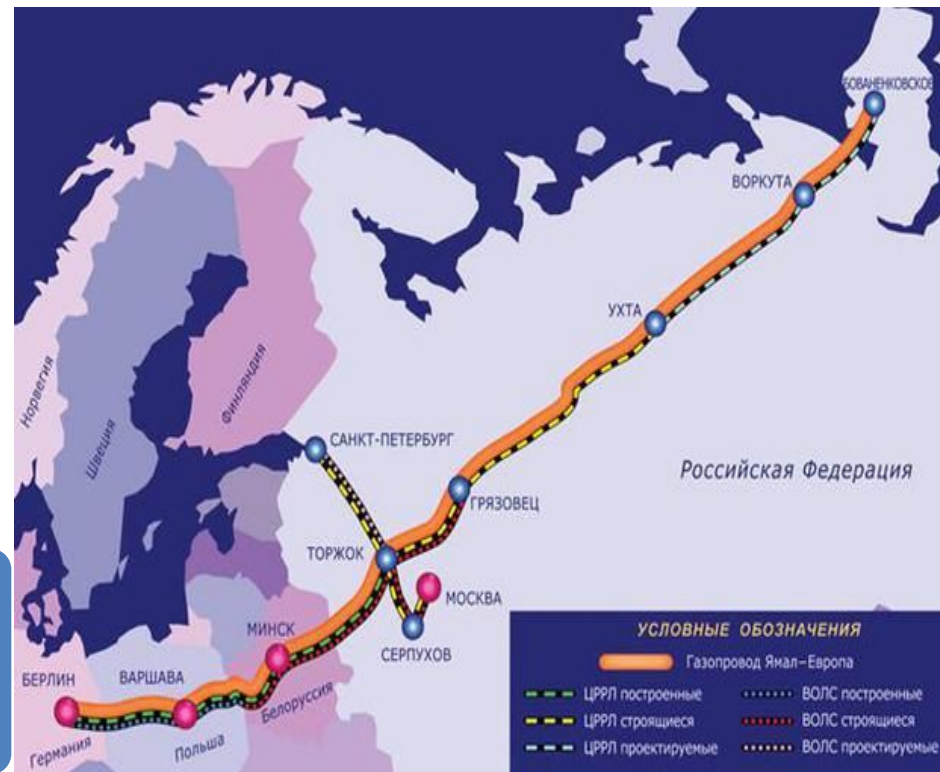 БОВАНЕНКОВСКОЕ
ВОРКУТА
УХТА
Норвегия
Швеция
Финляндия
САНКТ-ПЕТЕРБУРГ
Российская Федерация
ГРЯЗОВЕЦ
ТОРЖОК
МОСКВА
СЕРПУХОВ
МИНСК
БЕРЛИН
ВАРШАВА
Белоруссия
Германия
Польша
УСЛОВНЫЕ ОБОЗНАЧЕНИЯ
Газопровод Ямал-Европа
ЦРРЛ построенные
ВОЛС построенные
ЦРРЛ строящиеся
ВОЛС строящиеся
ЦРРЛ проектируемые
ВОЛС проектируемые